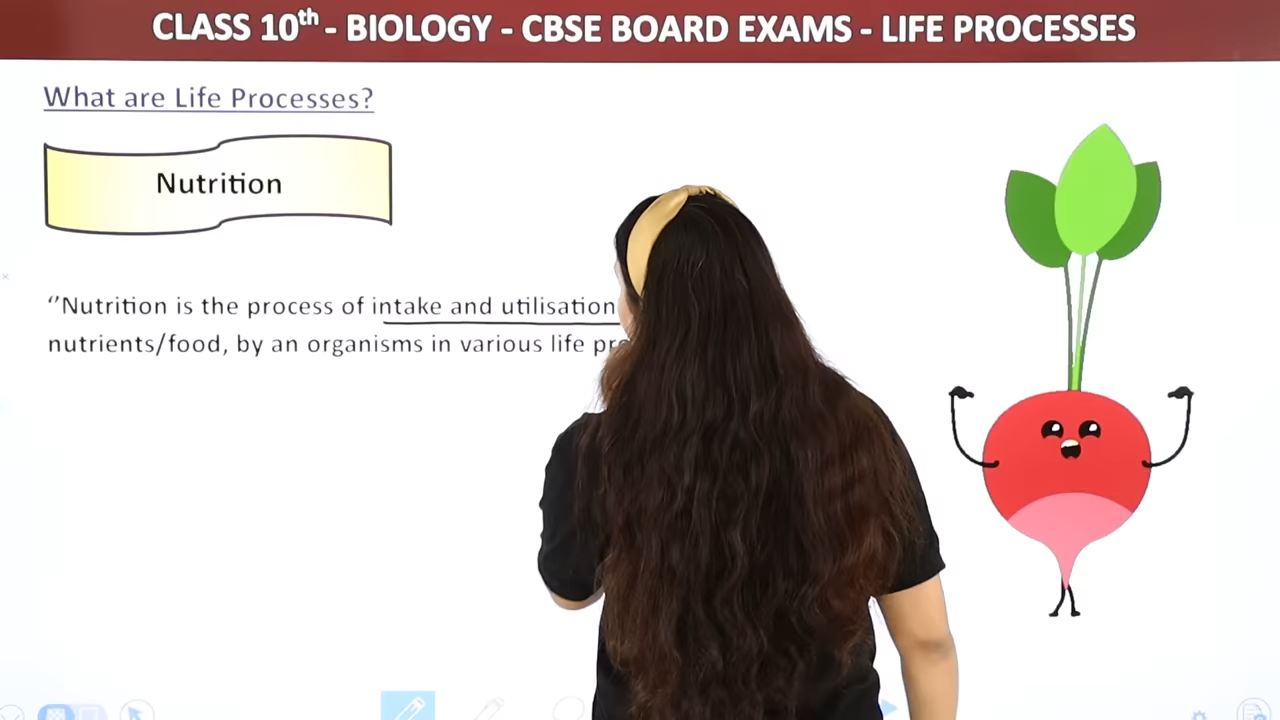 CLASS 10th - BIOLOGY - CBSE BOARD EXAMS - LIFE PROCESSES
What are Life Processes?
Nutrition
‘’Nutrition is the process of intake and utilisation
nutrients/food, by an organisms in various life